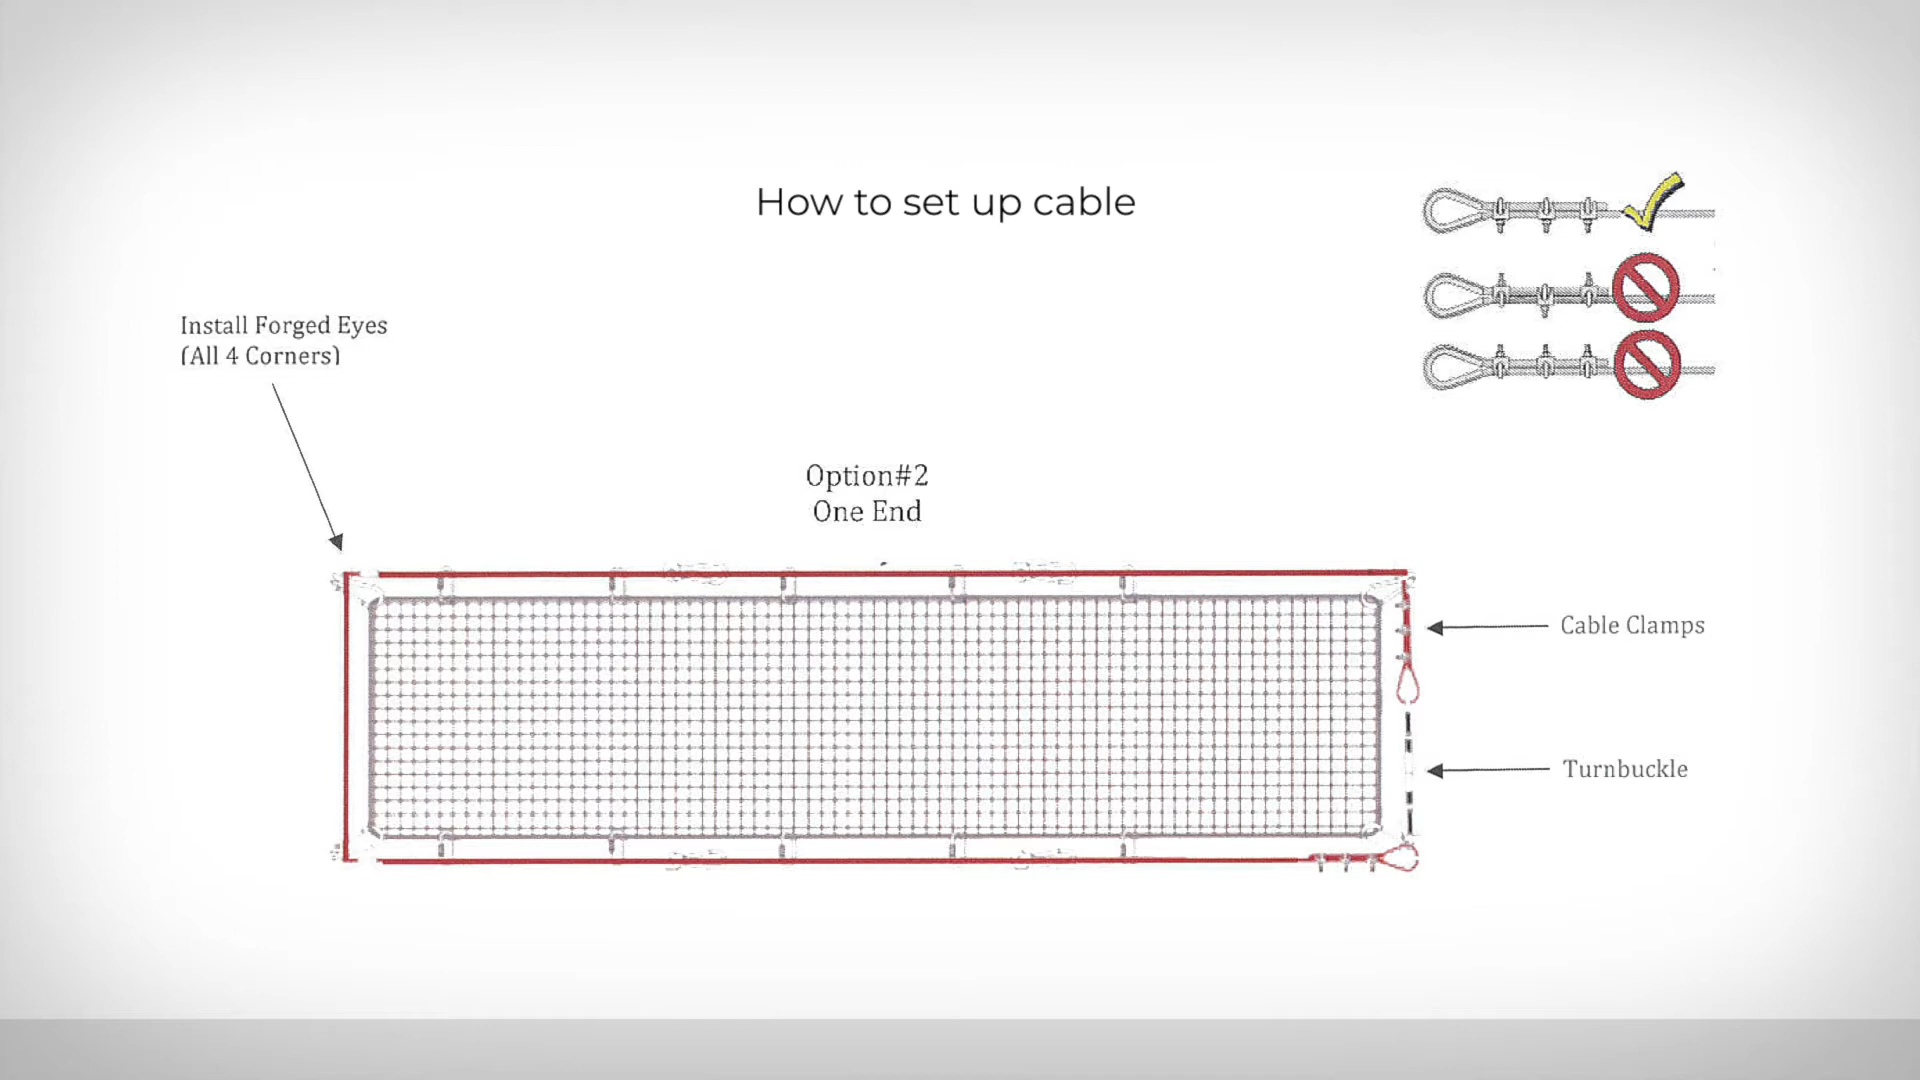 How to set up cable
Install Forged Eyes
(All 4 Corners)
Option#2
One End
Cable Clamps
Turnbuckle